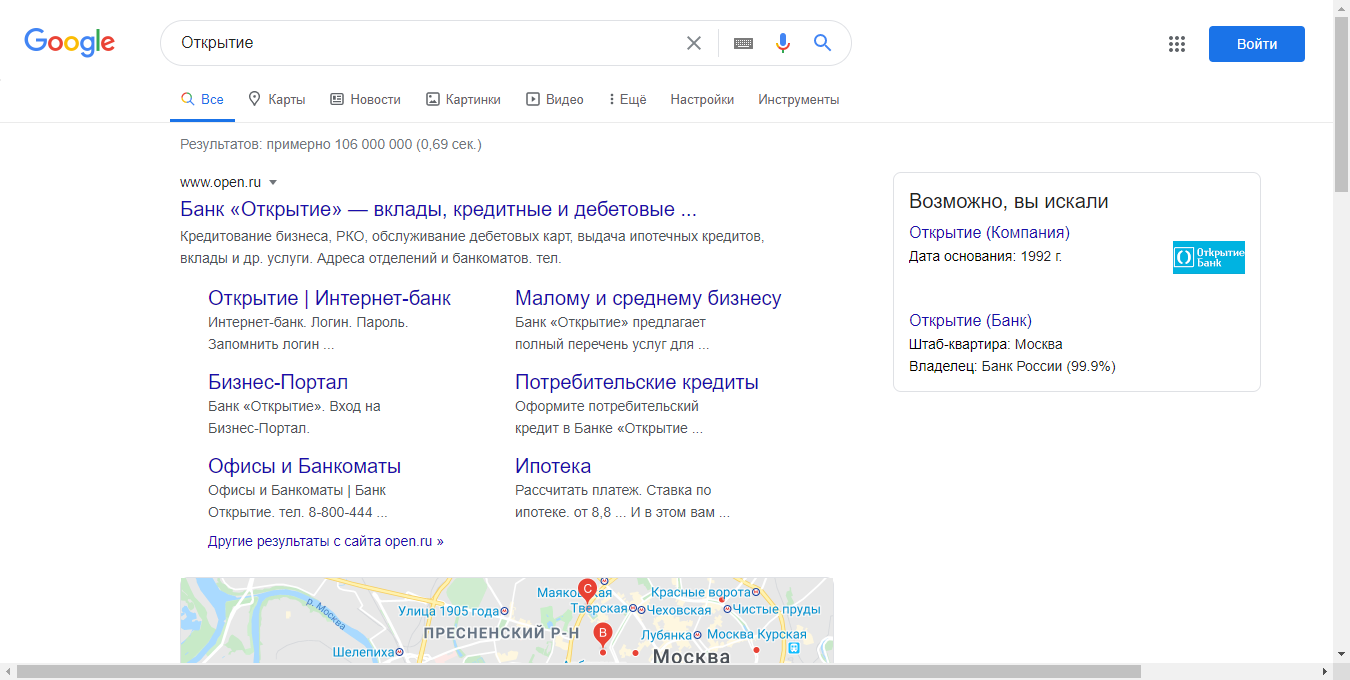 Google
Открытие
Войти
Все
Карты
Новости
Картинки
Видео
Ещё
Настройки
Инструменты
Результатов: примерно 106 000 000 (0,69 сек.)
www.open.ru
Банк «Открытие» — вклады, кредитные и дебетовые ...
Кредитование бизнеса, РКО, обслуживание дебетовых карт, выдача ипотечных кредитов,
вклады и др. услуги. Адреса отделений и банкоматов. тел.
Открытие | Интернет-банк
Интернет-банк. Логин. Пароль.
Запомнить логин ...
Малому и среднему бизнесу
Банк «Открытие» предлагает
полный перечень услуг для ...
Бизнес-Портал
Банк «Открытие». Вход на
Бизнес-Портал.
Потребительские кредиты
Оформите потребительский
кредит в Банке «Открытие ...
Офисы и Банкоматы
Офисы и Банкоматы | Банк
Открытие. тел. 8-800-444 ...
Ипотека
Рассчитать платеж. Ставка по
ипотеке. от 8,8 ... И в этом вам ...
Другие результаты с сайта open.ru »
Возможно, вы искали
Открытие (Компания)
Дата основания: 1992 г.
Открытие
Банк
Открытие (Банк)
Штаб-квартира: Москва
Владелец: Банк России (99.9%)
C
Красные ворота
Тверская
Чеховская
Чистые пруды
Улица 1905 года
р. Москва
ПРЕСНЕНСКИЙ Р-Н
B
Лубянка
Москва Курская
Шелепиха
Москва